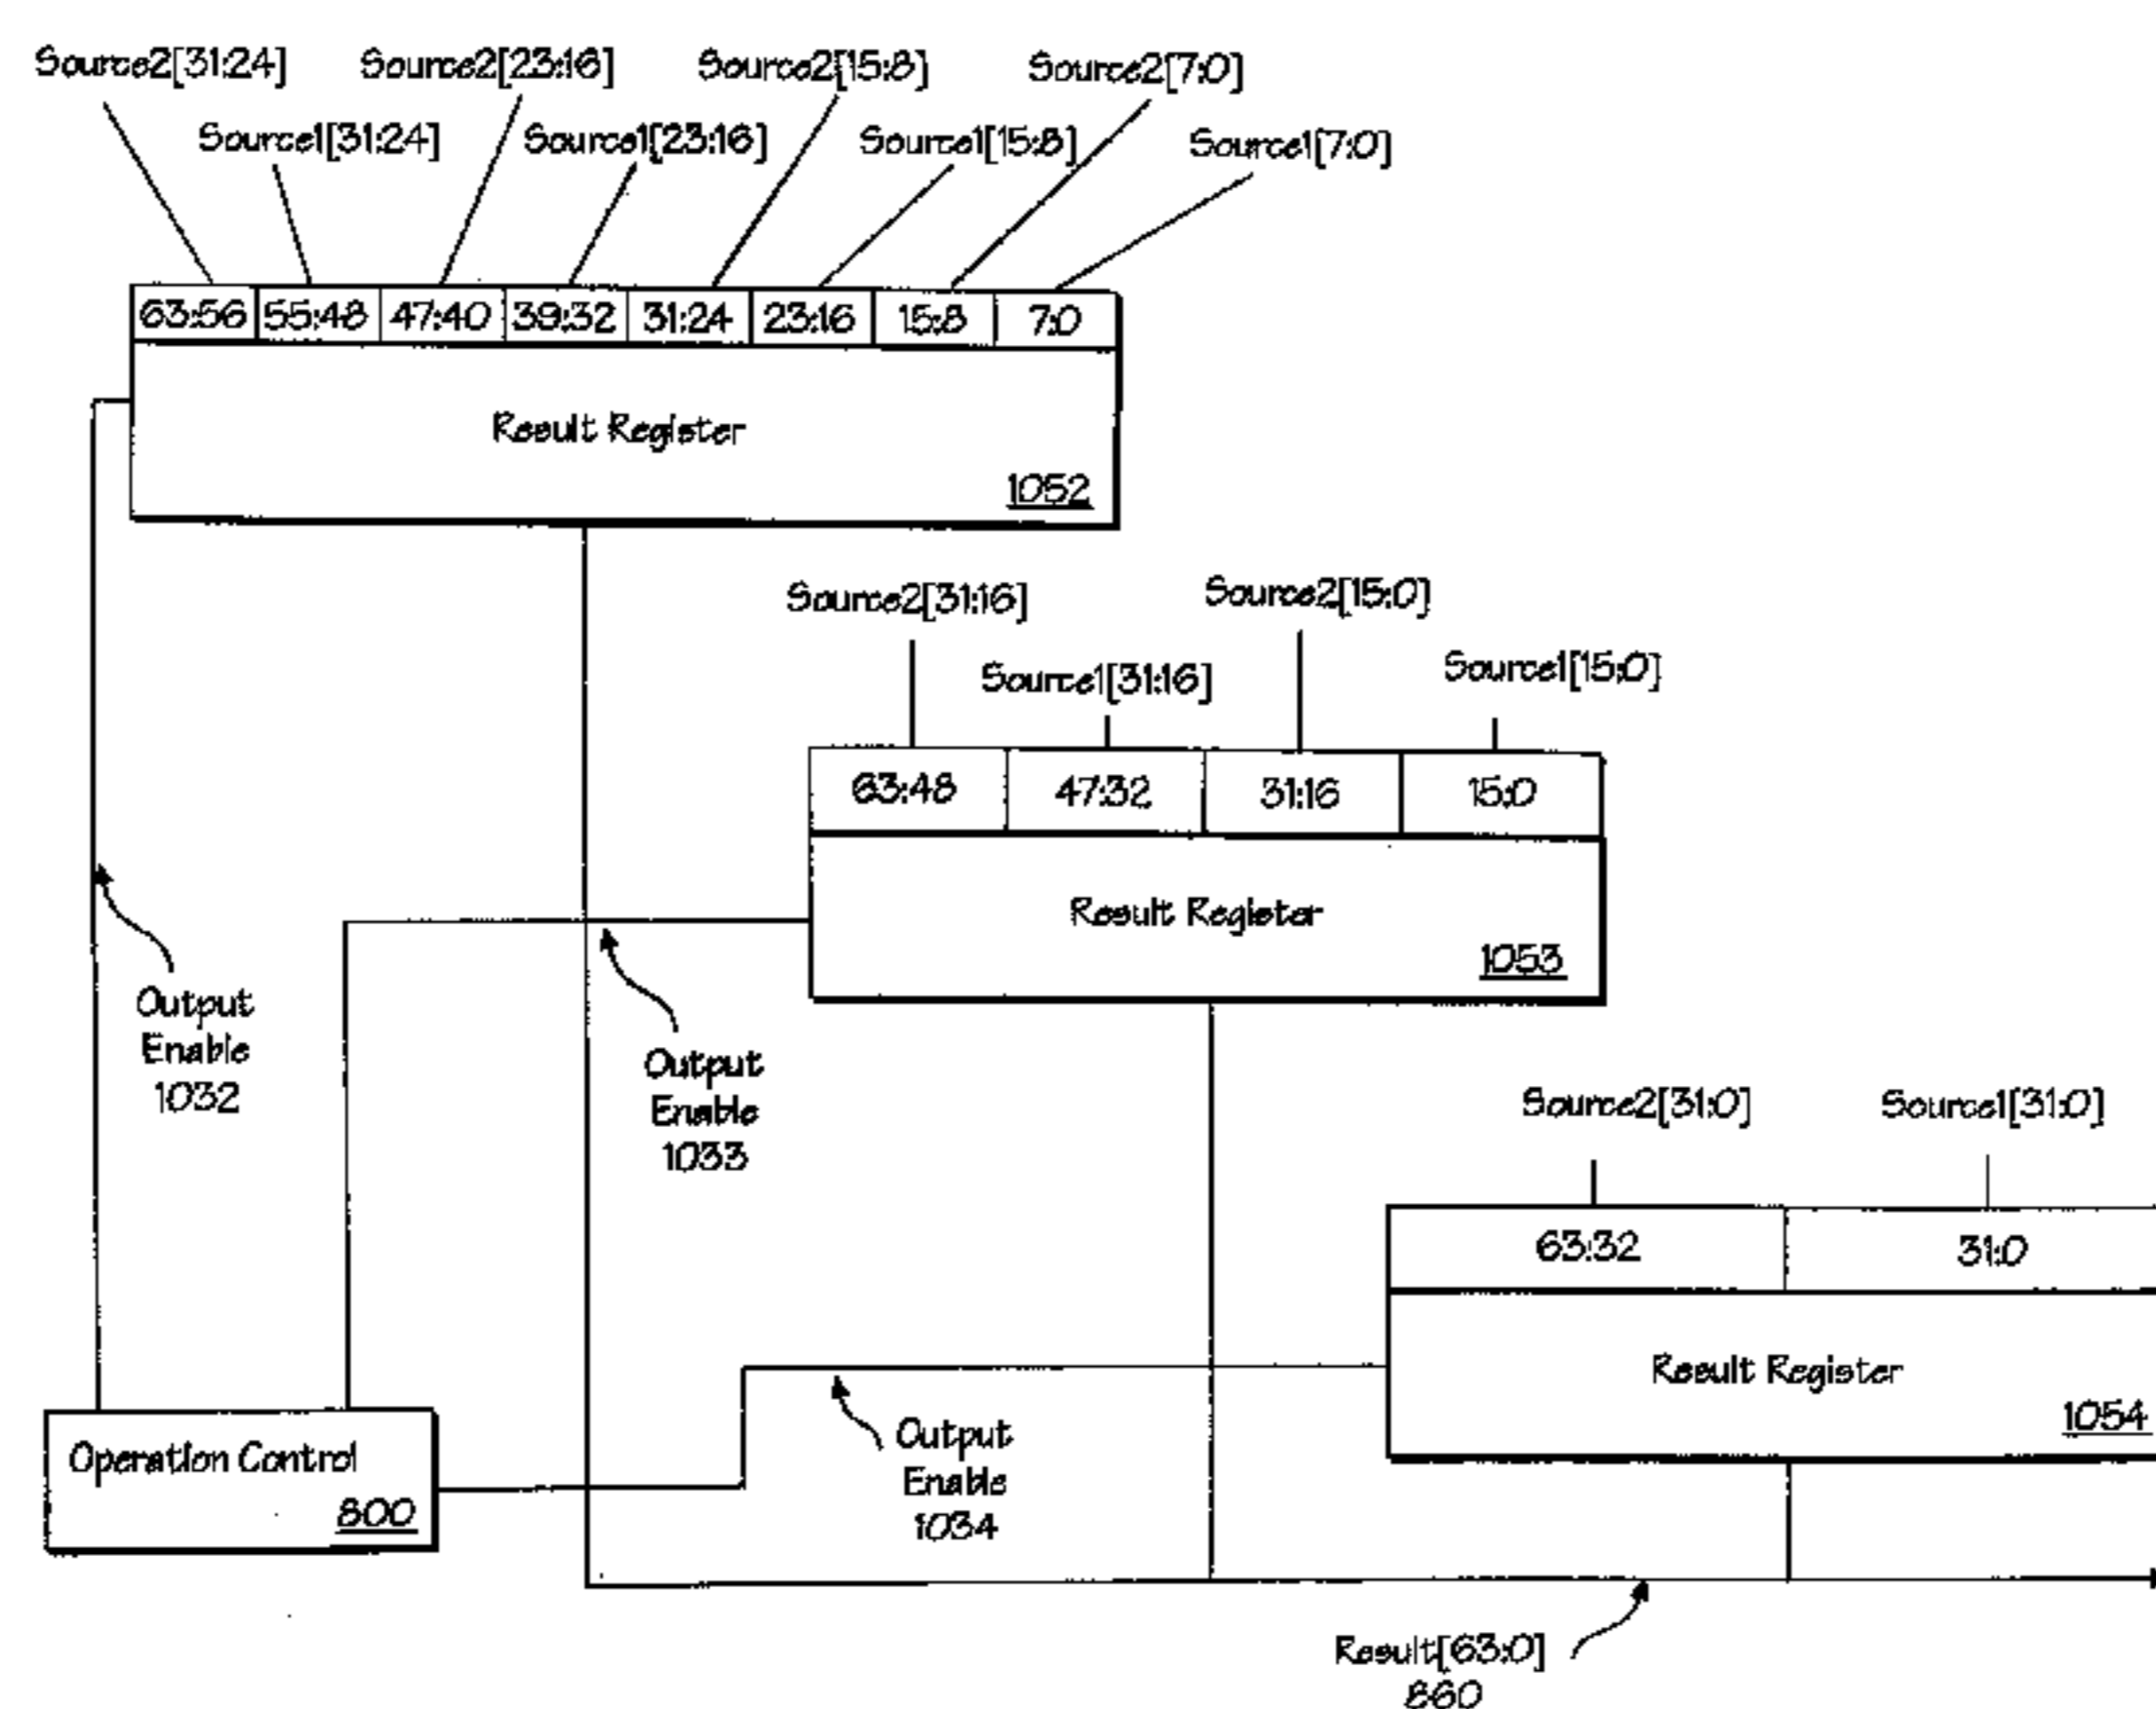 Source2[31:24] Source2[23:16] Source2[15:8] Source2[7:0]
Source1[31:24] Source1[23:16] Source1[15:8] Source1[7:0]
63:56 55:48 47:40 39:32 31:24 23:16 15:8 7:0
Result Register
1052
Source2[31:16] Source2[15:0]
Source1[31:16] Source1[15:0]
63:48 47:32 31:16 15:0
Result Register
1053
Output
Enable
1032
Output
Enable
1033
Source2[31:0] Source1[31:0]
63:32 31:0
Result Register
1054
Operation Control
800
Output
Enable
1034
Result[63:0]
860